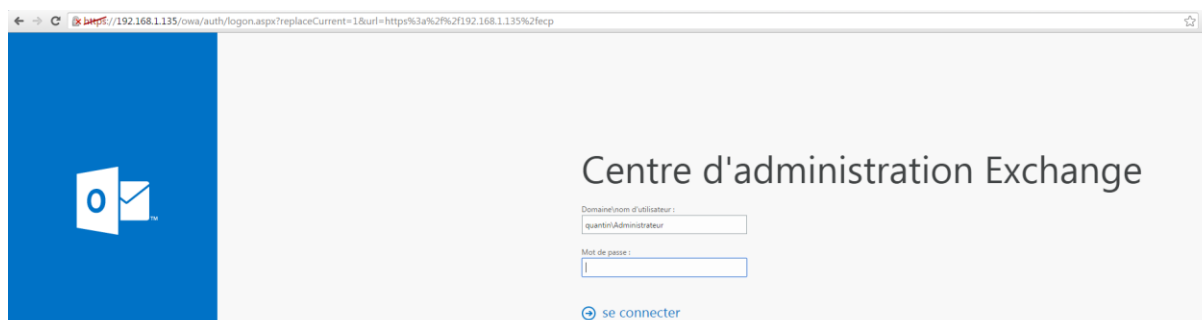 https://192.168.1.135/owa/auth/logon.aspx?replaceCurrent=1&url=https%3a%2f%2f192.168.1.135%2fecp
Centre d'administration Exchange
Domaine\nom d'utilisateur :
quantin\Administrateur
Mot de passe :
O
TM
se connecter